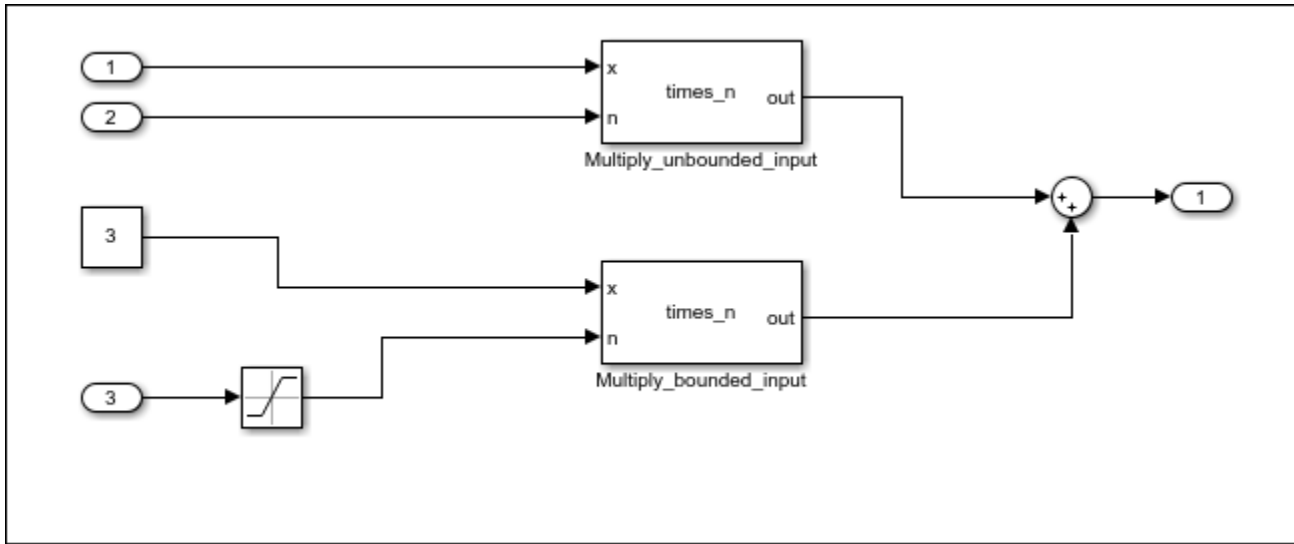 1
x
times_n
out
2
n
Multiply_unbounded_input
1
3
x
times_n
out
n
Multiply_bounded_input
3